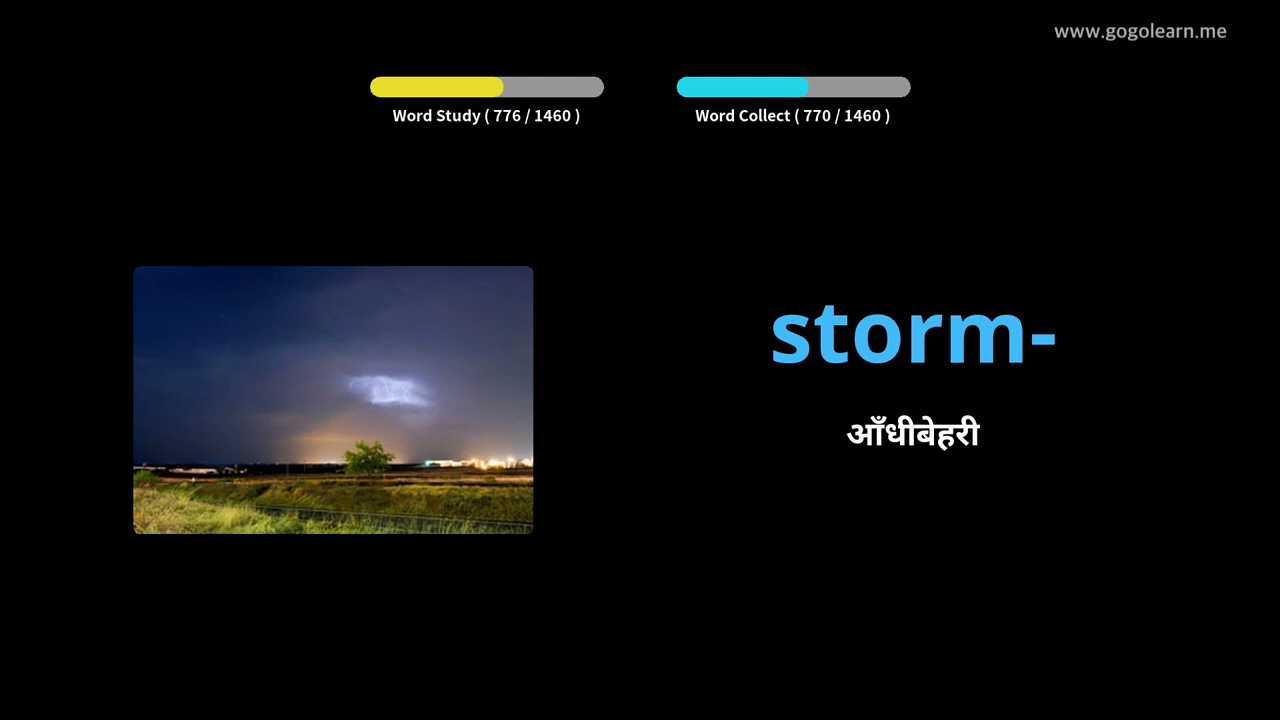 www.gogolearn.me
Word Study ( 776 / 1460 )
Word Collect ( 770 / 1460 )
storm-
आँधीबेहरी